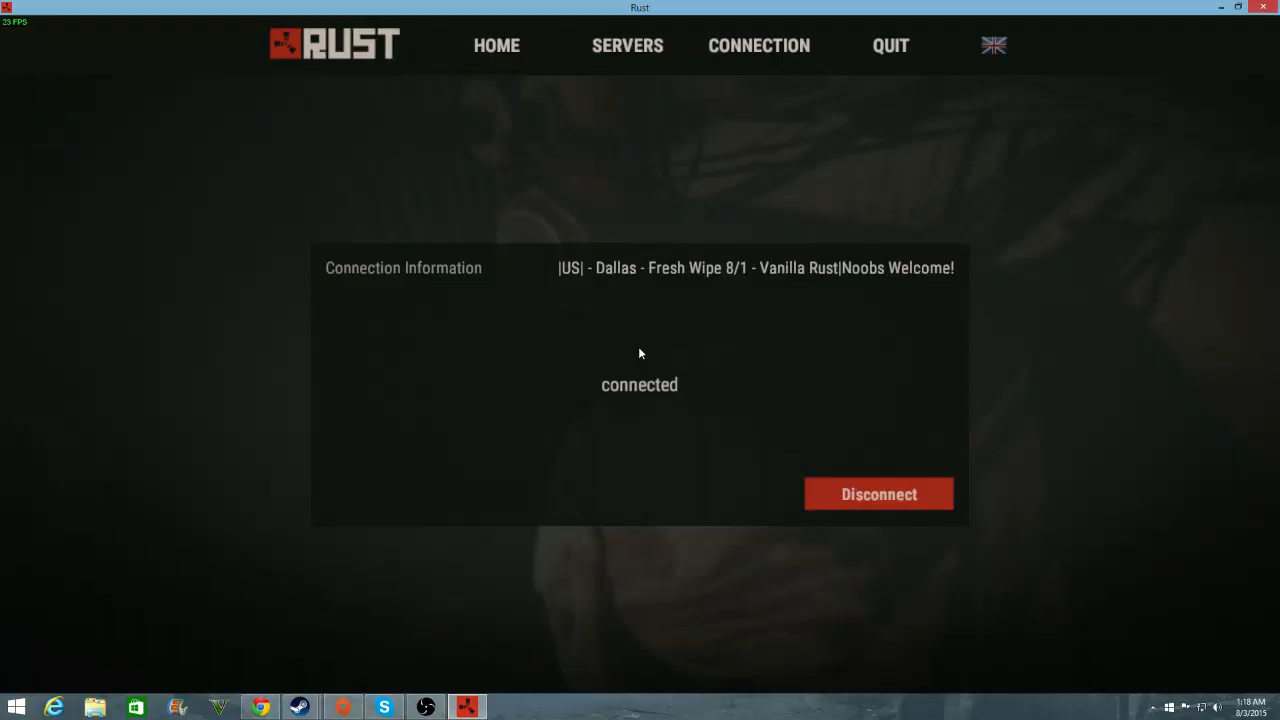 Rust
23 FPS
RUST HOME SERVERS CONNECTION QUIT
Connection Information |US| - Dallas - Fresh Wipe 8/1 - Vanilla Rust|Noobs Welcome!
connected
Disconnect
1:18 AM
8/3/2015